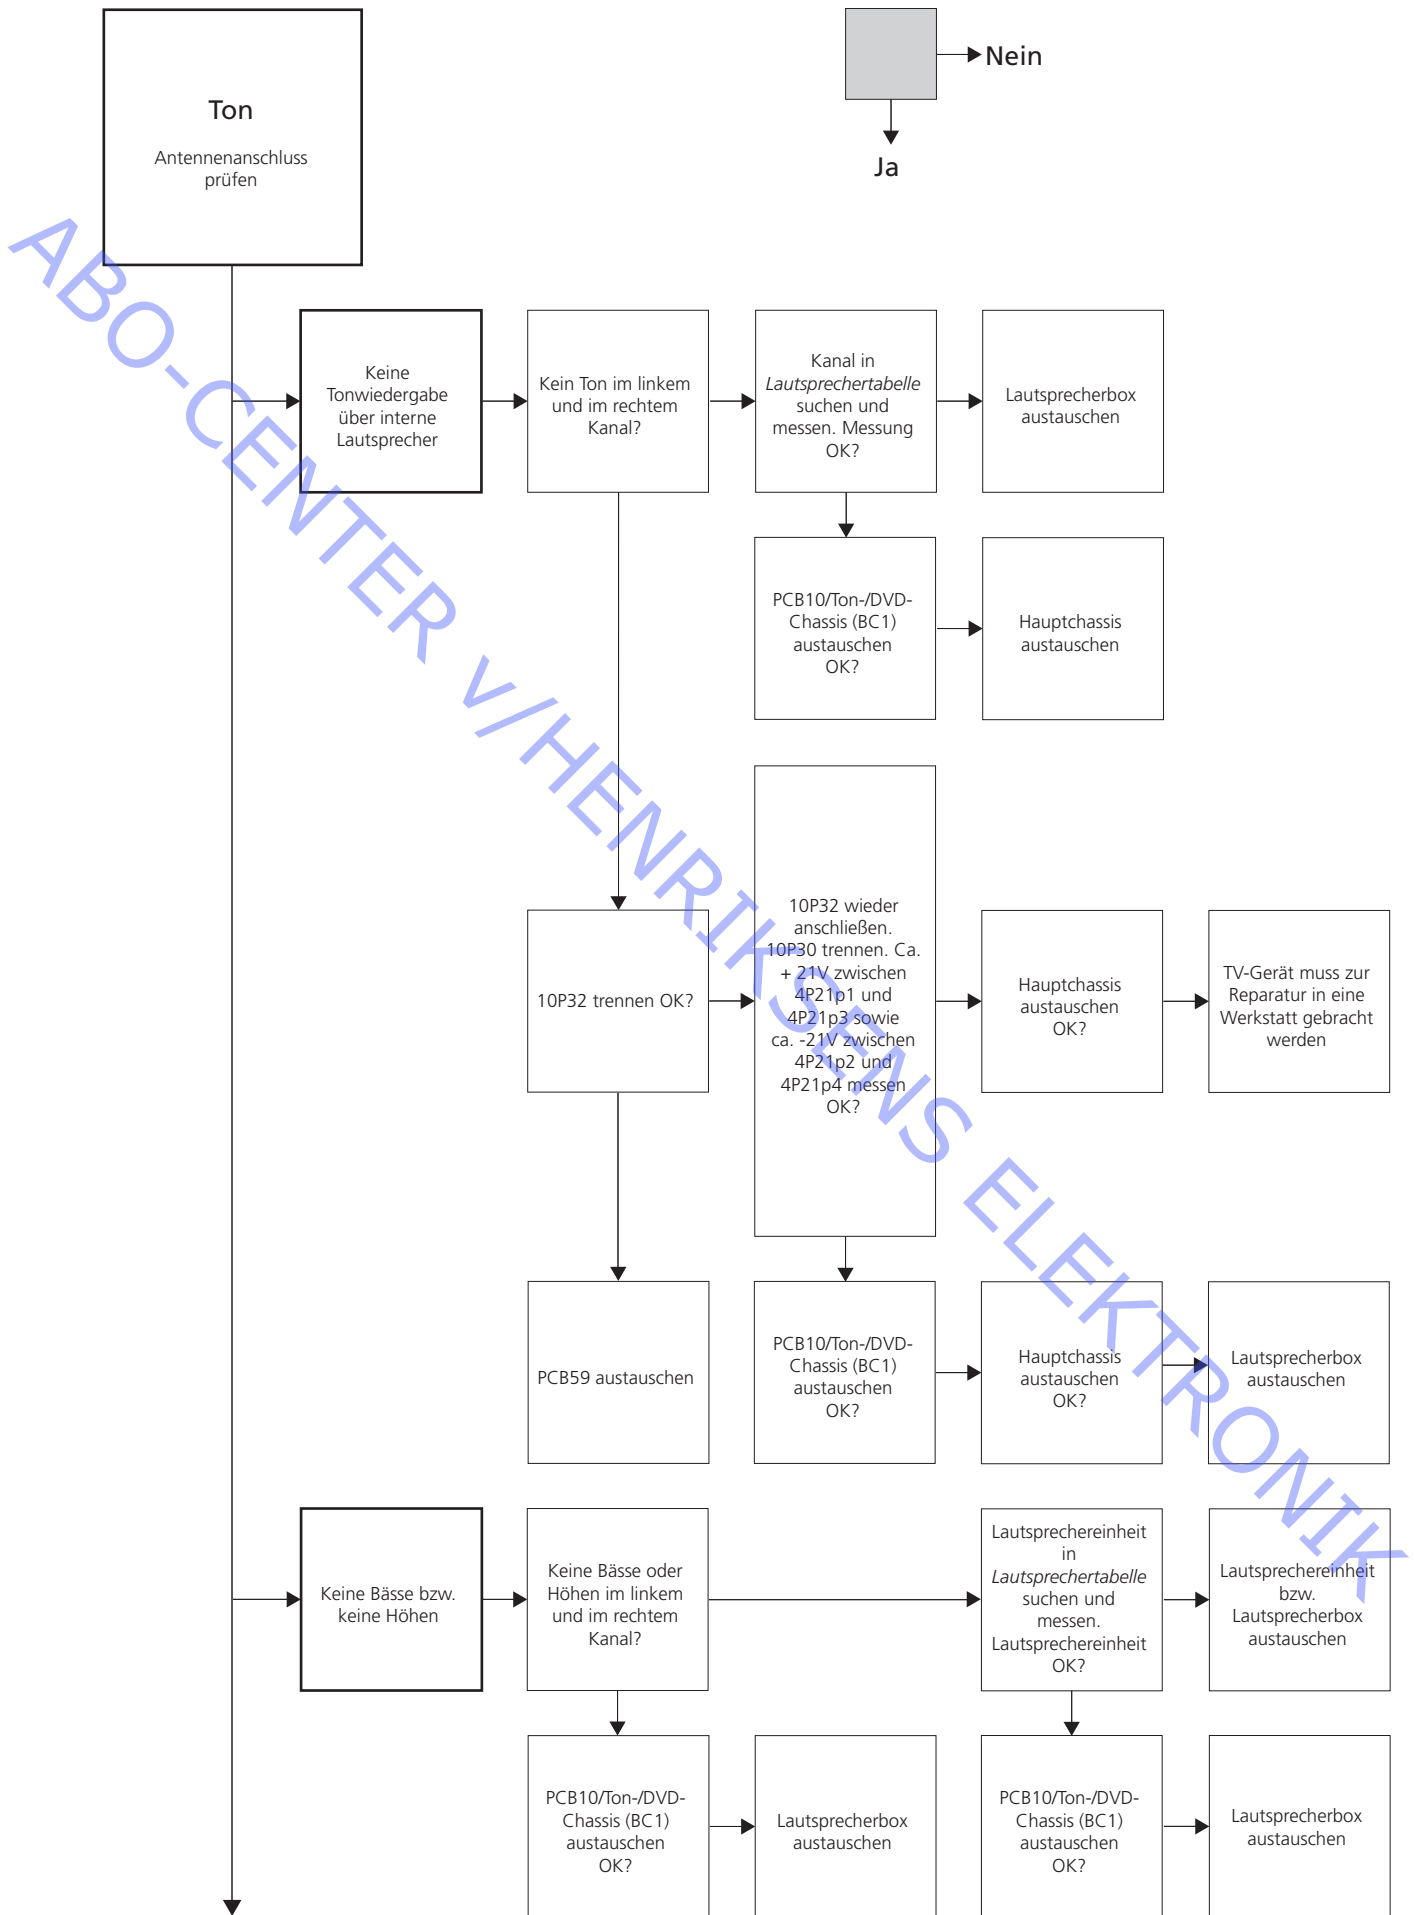 Ton
Antennenanschluss
prüfen
Nein
Ja
Keine
Tonwiedergabe
über interne
Lautsprecher
Kein Ton im linkem
und im rechtem
Kanal?
Kanal in
Lautsprechertabelle
suchen und
messen. Messung
OK?
Lautsprecherbox
austauschen
PCB10/Ton-/DVD-
Chassis (BC1)
austauschen
OK?
Hauptchassis
austauschen
10P32 trennen OK?
10P32 wieder
anschließen.
10P30 trennen. Ca.
+ 21V zwischen
4P21p1 und
4P21p3 sowie
ca. -21V zwischen
4P21p2 und
4P21p4 messen
OK?
Hauptchassis
austauschen
OK?
TV-Gerät muss zur
Reparatur in eine
Werkstatt gebracht
werden
PCB59 austauschen
PCB10/Ton-/DVD-
Chassis (BC1)
austauschen
OK?
Hauptchassis
austauschen
OK?
Lautsprecherbox
austauschen
Keine Bässe bzw.
keine Höhen
Keine Bässe oder
Höhen im linkem
und im rechtem
Kanal?
Lautsprechereinheit
in
Lautsprechertabelle
suchen und
messen.
Lautsprechereinheit
OK?
Lautsprechereinheit
bzw.
Lautsprecherbox
austauschen
PCB10/Ton-/DVD-
Chassis (BC1)
austauschen
OK?
Lautsprecherbox
austauschen
PCB10/Ton-/DVD-
Chassis (BC1)
austauschen
OK?
Lautsprecherbox
austauschen
ABO-CENTER v/HENRIKSENS ELEKTRONIK